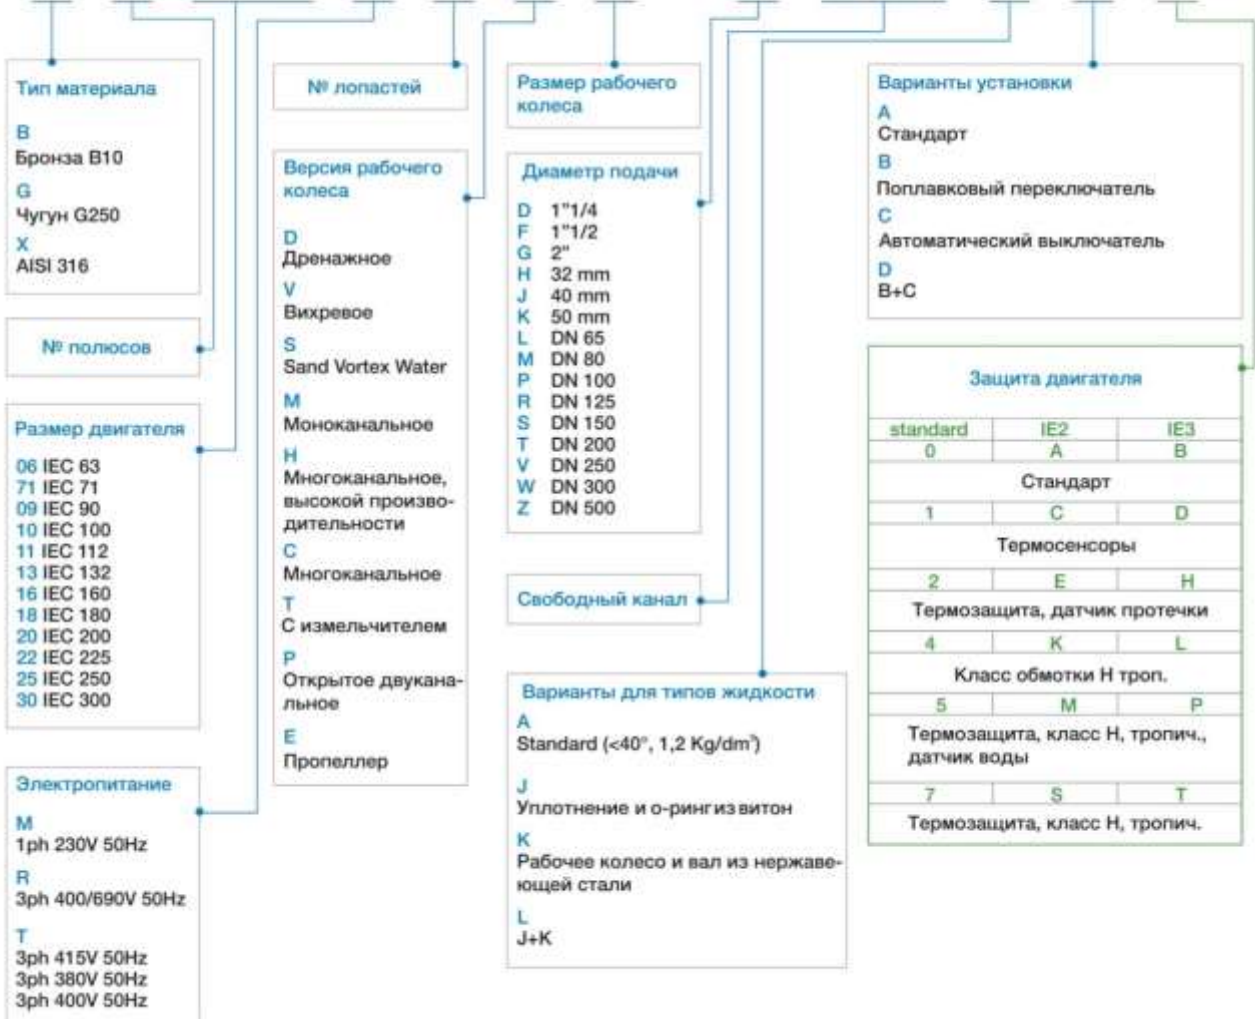 Тип материала
B
Бронза B10
G
Чугун G250
X
AISI 316
№ полюсов
Размер двигателя
06 IEC 63
71 IEC 71
09 IEC 90
10 IEC 100
11 IEC 112
13 IEC 132
16 IEC 160
18 IEC 180
20 IEC 200
22 IEC 225
25 IEC 250
30 IEC 300
Электропитание
M
1ph 230V 50Hz
R
3ph 400/690V 50Hz
T
3ph 415V 50Hz
3ph 380V 50Hz
3ph 400V 50Hz
№ лопастей
Версия рабочего
колеса
D
Дренажное
V
Вихревое
S
Sand Vortex Water
M
Моноканальное
H
Многоканальное,
высокой произво-
дительности
C
Многоканальное
T
С измельчителем
P
Открытое двукана-
льное
E
Пропеллер
Размер рабочего
колеса
Диаметр подачи
D 1"1/4
F 1"1/2
G 2"
H 32 mm
J 40 mm
K 50 mm
L DN 65
M DN 80
P DN 100
R DN 125
S DN 150
T DN 200
V DN 250
W DN 300
Z DN 500
Свободный канал
Варианты для типов жидкости
A
Standard (<40°, 1,2 Kg/dm³)
J
Уплотнение и о-ринг из витон
K
Рабочее колесо и вал из нержаве-
ющей стали
L
J+K
Варианты установки
A
Стандарт
B
Поплавковый переключатель
C
Автоматический выключатель
D
B+C
Защита двигателя
standard IE2 IE3
0 A B
Стандарт
1 C D
Термосенсоры
2 E H
Термозащита, датчик протечки
4 K L
Класс обмотки H троп.
5 M P
Термозащита, класс H, тропич.,
датчик воды
7 S T
Термозащита, класс H, тропич.